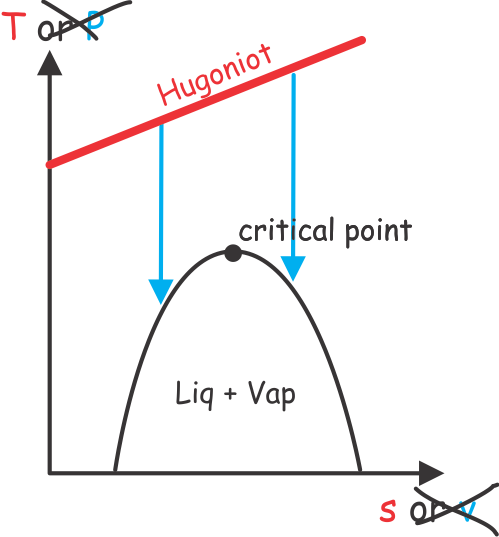 T or P
Hugoniot
critical point
Liq + Vap
s or v